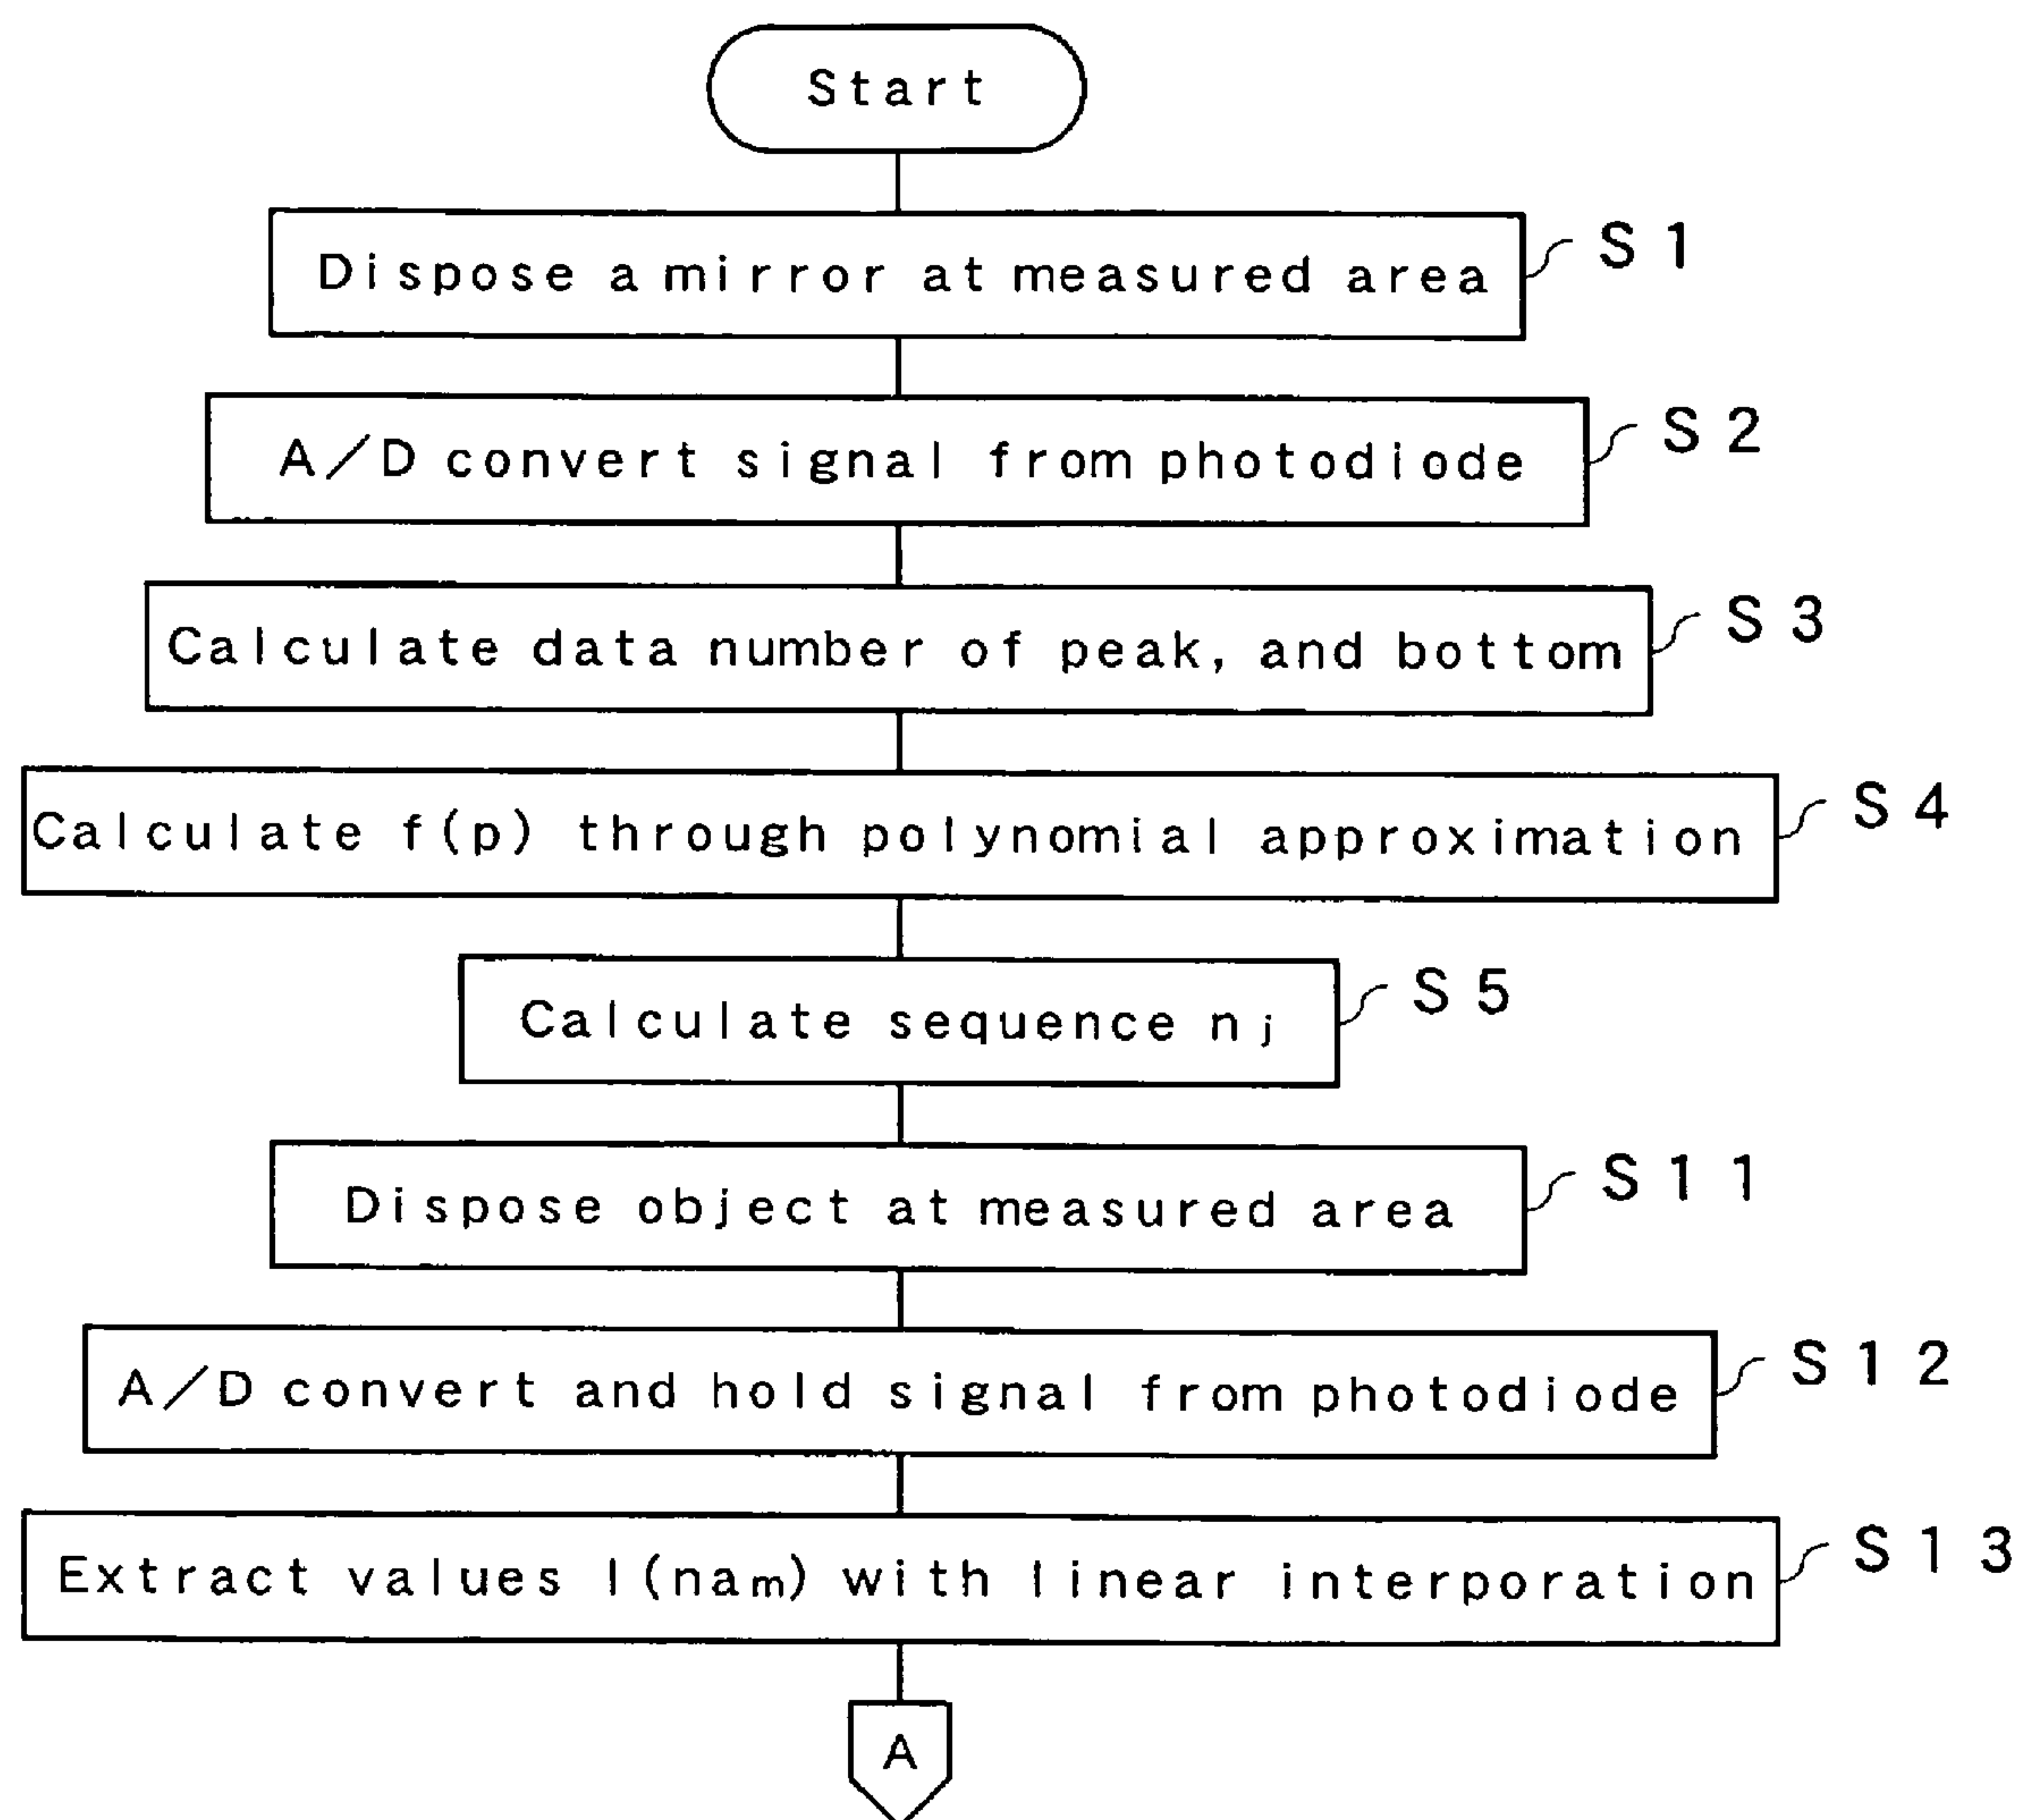 Start
Dispose a mirror at measured area
S1
A/D convert signal from photodiode
S2
Calculate data number of peak, and bottom
S3
Calculate f(p) through polynomial approximation
S4
Calculate sequence nj
S5
Dispose object at measured area
S11
A/D convert and hold signal from photodiode
S12
Extract values I(nam) with linear interporation
S13
A